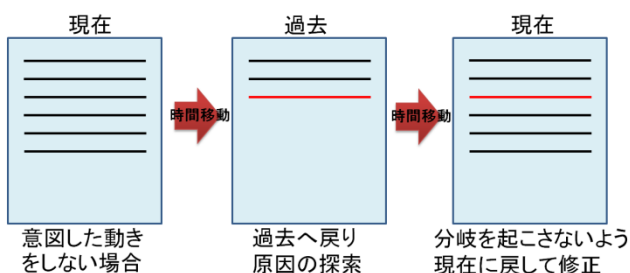 現在
過去
現在
時間移動
時間移動
意図した動き
をしない場合
過去へ戻り
原因の探索
分岐を起こさないよう
現在に戻して修正